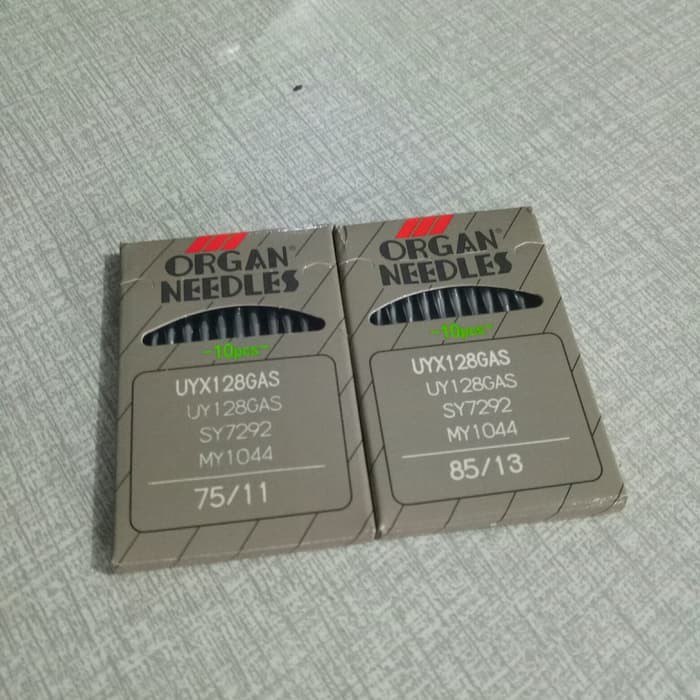 ORGAN®
NEEDLES
-10pcs-
UYX128GAS
UY128GAS
SY7292
MY1044
75/11
ORGAN®
NEEDLES
-10pcs-
UYX128GAS
UY128GAS
SY7292
MY1044
85/13